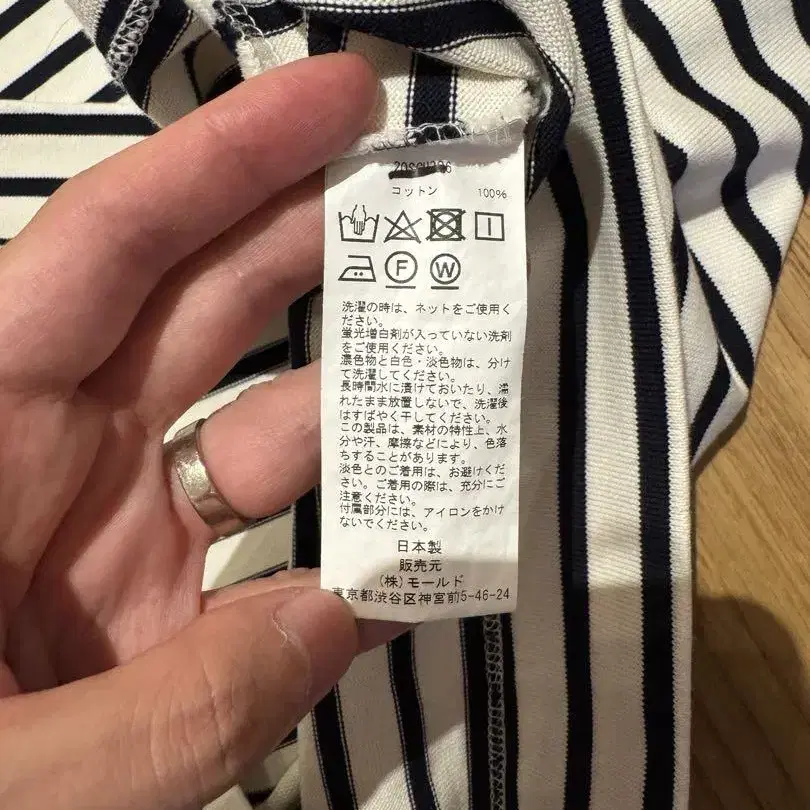 コットン 100%
F W
洗濯の時は、ネットをご使用く
ださい。
蛍光増白剤が入っていない洗剤
をご使用ください。
濃色物と白色・淡色物は、分け
て洗濯してください。
長時間水に漬けておいたり、濡
れたまま放置しないで、洗濯後
はすばやく干してください。
この製品は、素材の特性上、水
分や汗、摩擦などにより、色落
ちすることがあります。
淡色とのご着用は、お避けくだ
さい。ご着用の際は、充分にご
注意ください。
付属部分には、アイロンをかけ
ないでください。
日本製
販売元
(株)モールド
東京都渋谷区神宮前5-46-24